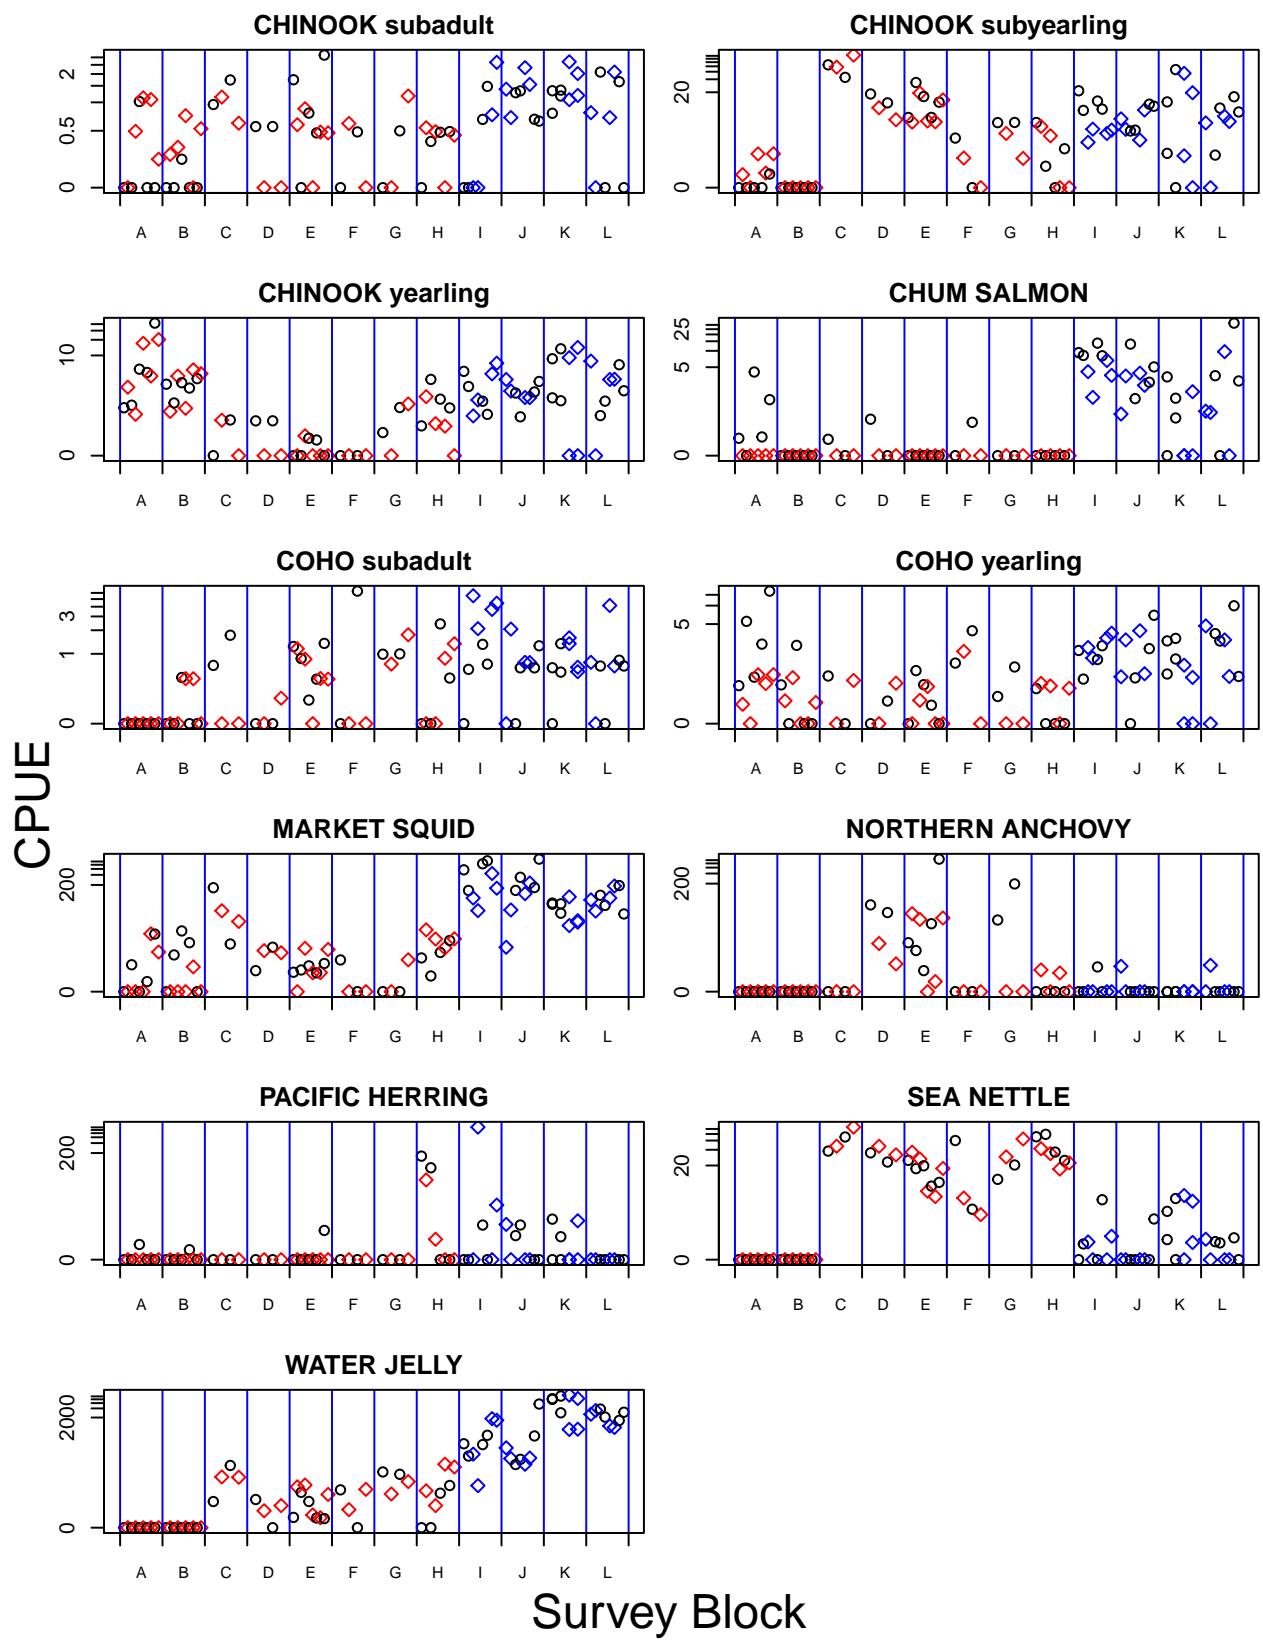 CHINOOK subadult
0 0.5 2
A B C D E F G H I J K L
CHINOOK subyearling
0 20
A B C D E F G H I J K L
CHINOOK yearling
0 10
A B C D E F G H I J K L
CHUM SALMON
0 5 25
A B C D E F G H I J K L
COHO subadult
0 1 3
A B C D E F G H I J K L
COHO yearling
0 5
A B C D E F G H I J K L
CPUE
MARKET SQUID
0 200
A B C D E F G H I J K L
NORTHERN ANCHOVY
0 200
A B C D E F G H I J K L
PACIFIC HERRING
0 200
A B C D E F G H I J K L
SEA NETTLE
0 20
A B C D E F G H I J K L
WATER JELLY
0 2000
A B C D E F G H I J K L
Survey Block